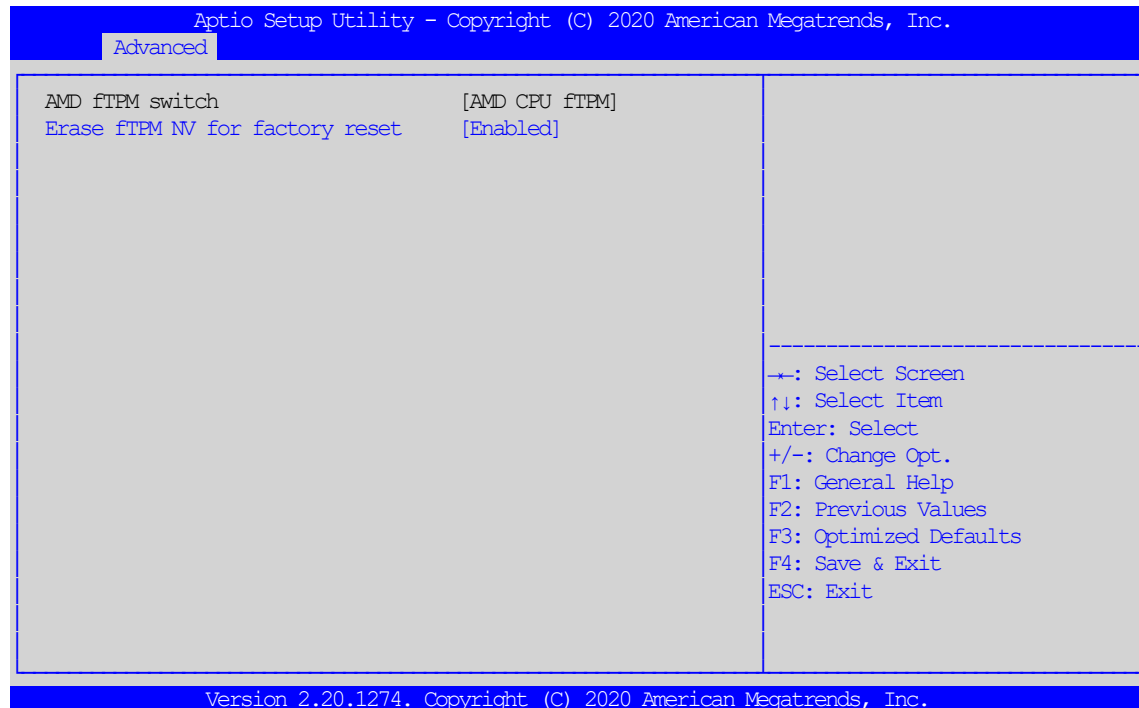 Aptio Setup Utility - Copyright (C) 2020 American Megatrends, Inc.
Advanced
AMD fTPM switch [AMD CPU fTPM]
Erase fTPM NV for factory reset [Enabled]
→←: Select Screen
↑↓: Select Item
Enter: Select
+/-: Change Opt.
F1: General Help
F2: Previous Values
F3: Optimized Defaults
F4: Save & Exit
ESC: Exit
Version 2.20.1274. Copyright (C) 2020 American Megatrends, Inc.